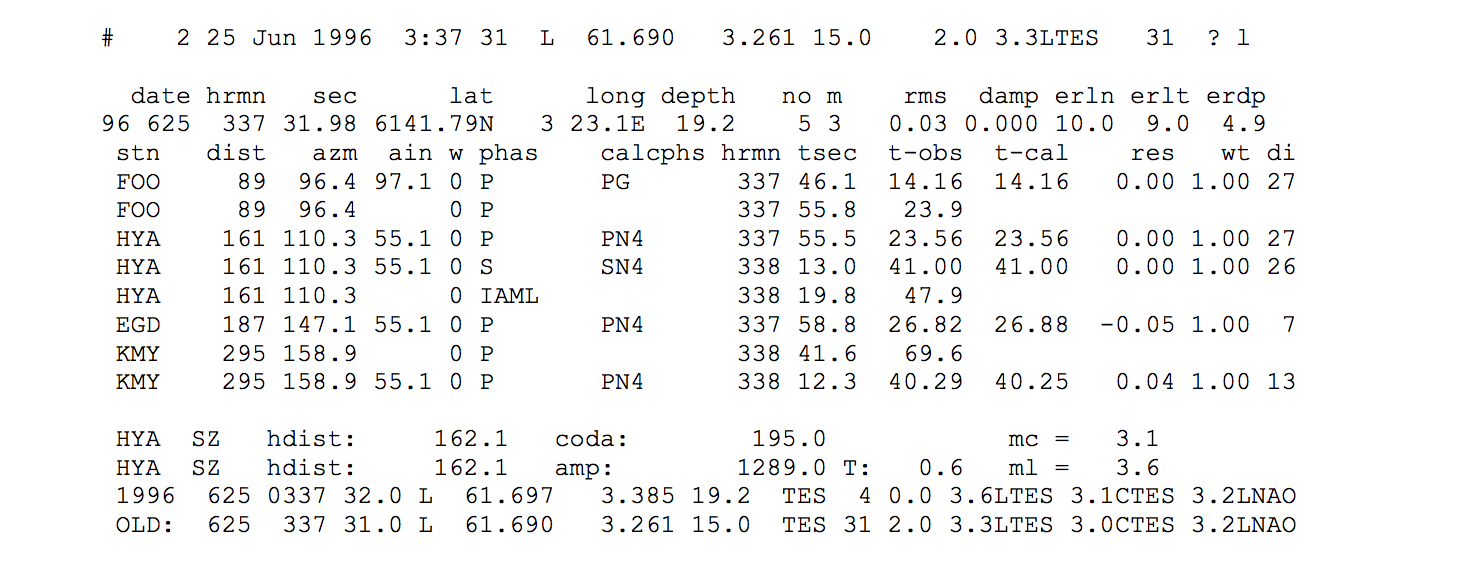 #    2 25 Jun 1996  3:37 31  L  61.690   3.261 15.0    2.0 3.3LTES   31  ? l
date hrmn   sec      lat      long depth   no m    rms  damp erln erlt erdp
96 625  337 31.98 6141.79N   3 23.1E  19.2    5 3   0.03 0.000 10.0  9.0  4.9
stn   dist   azm  ain w phas    calcphs hrmn tsec  t-obs  t-cal    res   wt di
FOO     89  96.4 97.1 0 P       PG       337 46.1  14.16  14.16   0.00 1.00 27
FOO     89  96.4      0 P                337 55.8   23.9
HYA    161 110.3 55.1 0 P       PN4      337 55.5  23.56  23.56   0.00 1.00 27
HYA    161 110.3 55.1 0 S       SN4      338 13.0  41.00  41.00   0.00 1.00 26
HYA    161 110.3      0 IAML             338 19.8   47.9
EGD    187 147.1 55.1 0 P       PN4      337 58.8  26.82  26.88  -0.05 1.00  7
KMY    295 158.9      0 P                338 41.6   69.6
KMY    295 158.9 55.1 0 P       PN4      338 12.3  40.29  40.25   0.04 1.00 13
HYA  SZ   hdist:     162.1   coda:        195.0            mc =   3.1
HYA  SZ   hdist:     162.1   amp:        1289.0 T:   0.6   ml =   3.6
1996  625 0337 32.0 L  61.697   3.385 19.2  TES  4 0.0 3.6LTES 3.1CTES 3.2LNAO
OLD:  625  337 31.0 L  61.690   3.261 15.0  TES 31 2.0 3.3LTES 3.0CTES 3.2LNAO